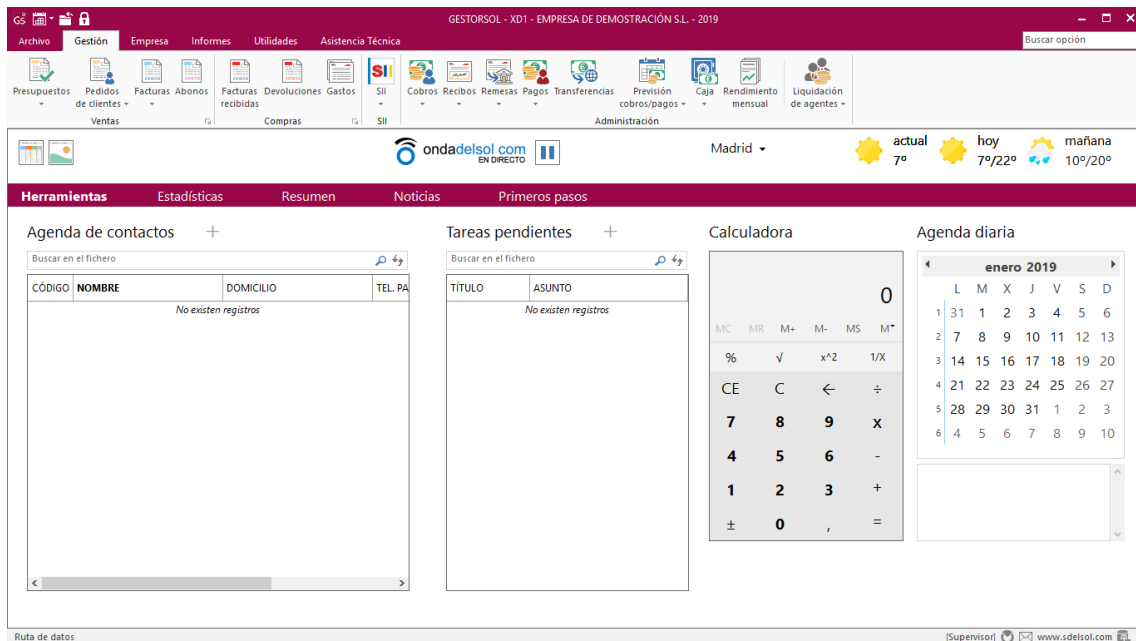 GS
GESTORSOL - XD1 - EMPRESA DE DEMOSTRACIÓN S.L. - 2019
Archivo Gestión Empresa Informes Utilidades Asistencia Técnica
Buscar opción
Presupuestos Pedidos de clientes Facturas Abonos Facturas recibidas Devoluciones Gastos SII SII Cobros Recibos Remesas Pagos Transferencias Previsión cobros/pagos Caja Rendimiento mensual Liquidación de agentes
Ventas Compras SII Administración
ondadelsol com
EN DIRECTO
Madrid
actual hoy mañana
7º 7º/22º 10º/20º
Herramientas Estadísticas Resumen Noticias Primeros pasos
Agenda de contactos +
Buscar en el fichero
CÓDIGO NOMBRE DOMICILIO TEL. PA
No existen registros
Tareas pendientes +
Buscar en el fichero
TÍTULO ASUNTO
No existen registros
Calculadora
0
MC MR M+ M- MS M
% √ x^2 1/X
CE C ← ÷
7 8 9 x
4 5 6 -
1 2 3 +
± 0 , =
Agenda diaria
enero 2019
L M X J V S D
1 31 1 2 3 4 5 6
2 7 8 9 10 11 12 13
3 14 15 16 17 18 19 20
4 21 22 23 24 25 26 27
5 28 29 30 31 1 2 3
6 4 5 6 7 8 9 10
Ruta de datos
[Supervisor] www.sdelsol.com